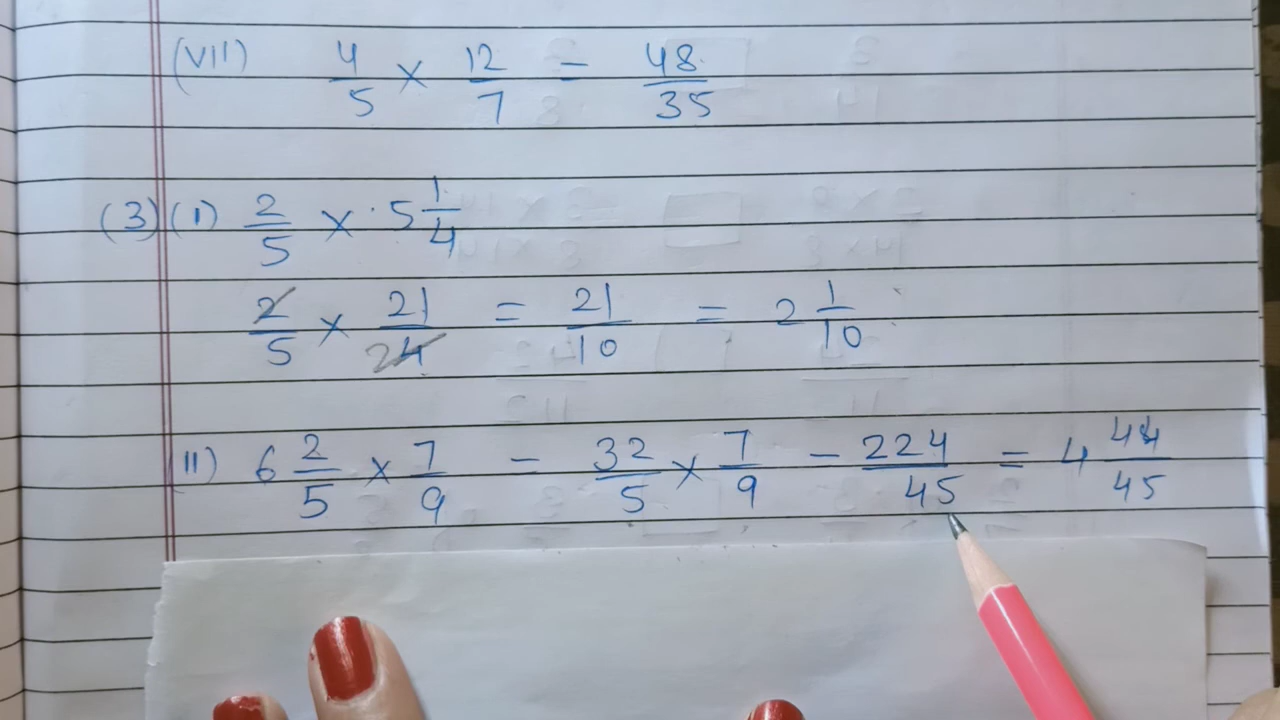 (VII) 4/5 × 12/7 = 48/35
(3) (I) 2/5 × 5 1/4
2/5 × 21/24 = 21/10 = 2 1/10
(II) 6 2/5 × 7/9 = 32/5 × 7/9 = 224/45 = 4 44/45